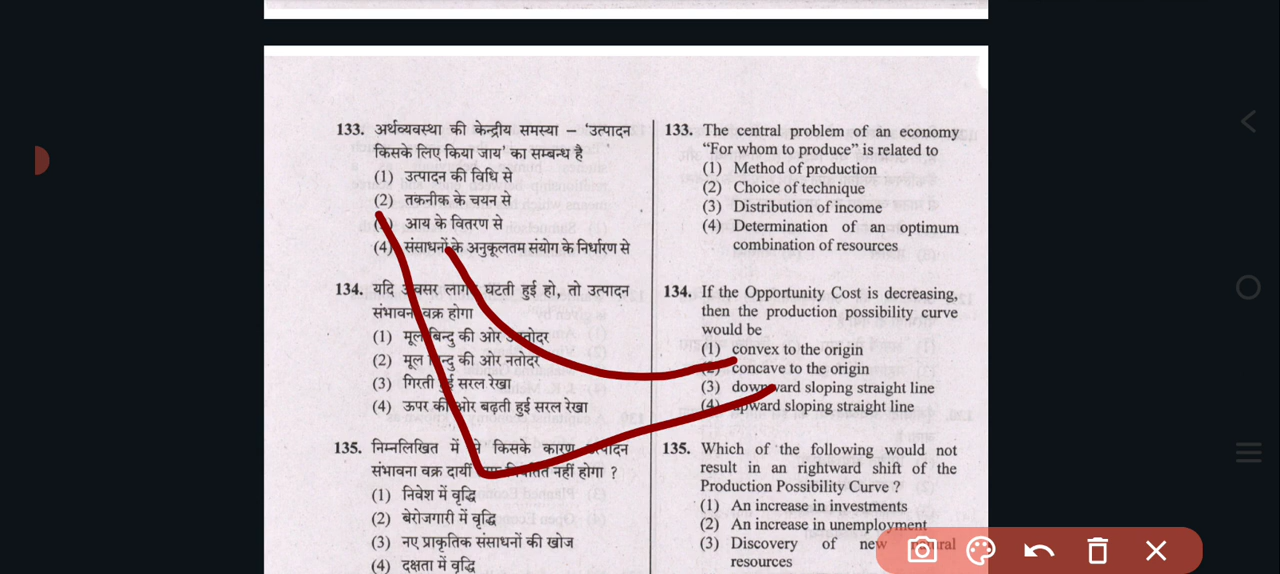 133. अर्थव्यवस्था की केन्द्रीय समस्या – 'उत्पादन
किसके लिए किया जाय' का सम्बन्ध है
(1) उत्पादन की विधि से
(2) तकनीक के चयन से
आय के वितरण से
(4) संसाधनों के अनुकूलतम संयोग के निर्धारण से
134. यदि अवसर लागत घटती हुई हो, तो उत्पादन
संभावना वक्र होगा
(1) मूल बिन्दु की ओर उन्नतोदर
(2) मूल बिन्दु की ओर नतोदर
(3) गिरती हुई सरल रेखा
(4) ऊपर की ओर बढ़ती हुई सरल रेखा
135. निम्नलिखित में से किसके कारण उत्पादन
संभावना वक्र दायीं नहीं होगा ?
(1) निवेश में वृद्धि
(2) बेरोजगारी में वृद्धि
(3) नए प्राकृतिक संसाधनों की खोज
(4) दक्षता में वृद्धि
133. The central problem of an economy
“For whom to produce” is related to
(1) Method of production
(2) Choice of technique
(3) Distribution of income
(4) Determination of an optimum
combination of resources
134. If the Opportunity Cost is decreasing,
then the production possibility curve
would be
(1) convex to the origin
(2) concave to the origin
(3) downward sloping straight line
(4) upward sloping straight line
135. Which of the following would not
result in an rightward shift of the
Production Possibility Curve ?
(1) An increase in investments
(2) An increase in unemployment
(3) Discovery of new natural
resources